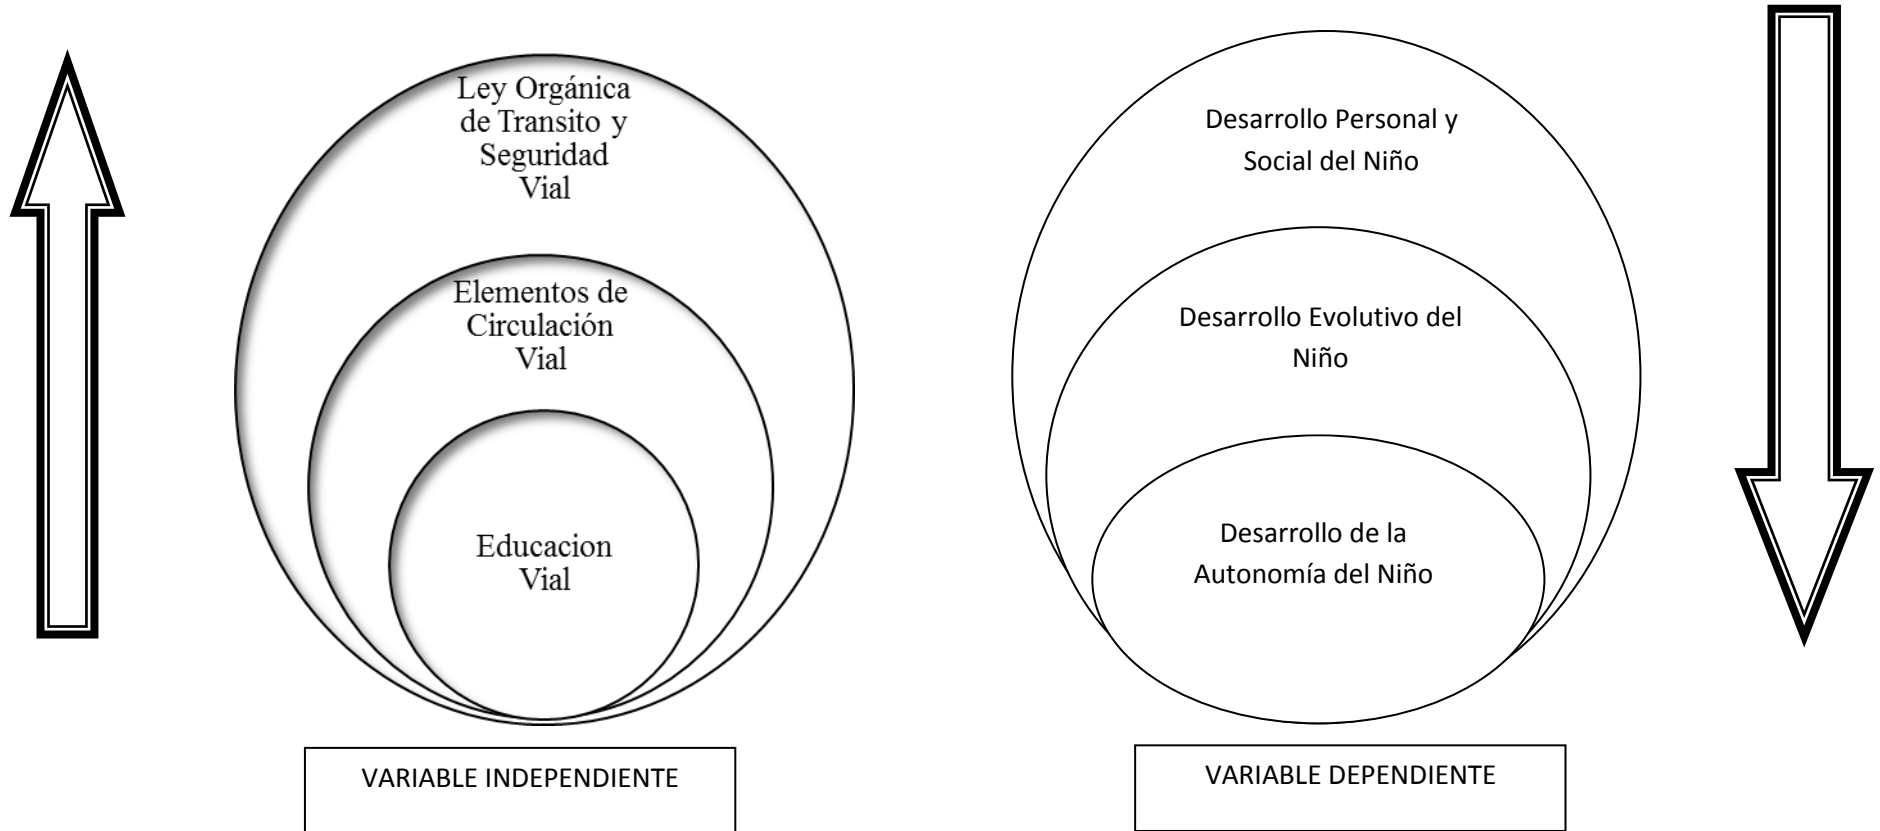 Ley Orgánica
de Transito y
Seguridad
Vial
Elementos de
Circulación
Vial
Educacion
Vial
VARIABLE INDEPENDIENTE
Desarrollo Personal y
Social del Niño
Desarrollo Evolutivo del
Niño
Desarrollo de la
Autonomía del Niño
VARIABLE DEPENDIENTE